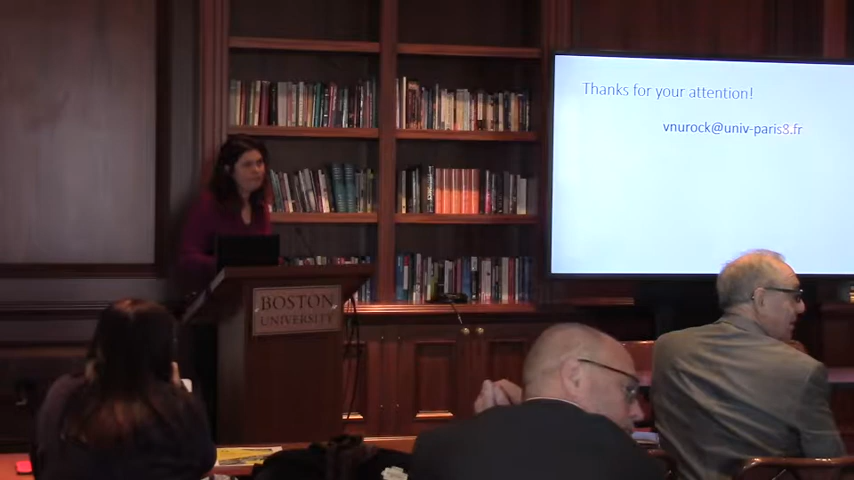 Thanks for your attention!
vnurock@univ-paris8.fr
BOSTON
UNIVERSITY